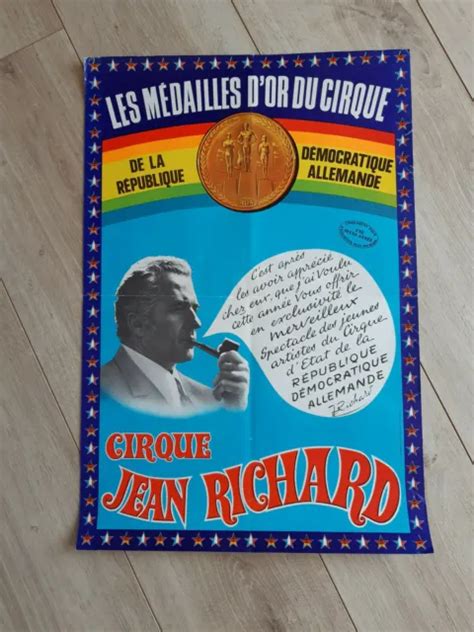 LES MÉDAILLES D'OR DU CIRQUE
DE LA
RÉPUBLIQUE
DÉMOCRATIQUE
ALLEMANDE
C'est après
les avoir apprécié
chez eux, que j'ai voulu
cette année vous offrir
en exclusivité le
merveilleux
Spectacle des jeunes
artistes du Cirque
d'Etat de la
RÉPUBLIQUE
DÉMOCRATIQUE
ALLEMANDE
J. Richard
CIRQUE
JEAN RICHARD